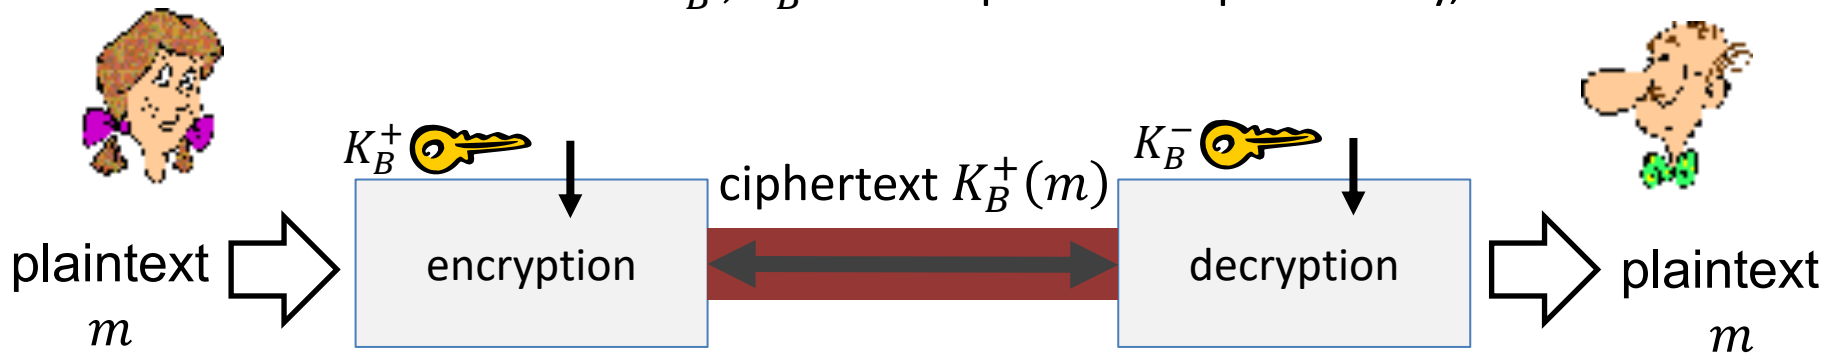 K_B^+
K_B^-
ciphertext K_B^+(m)
plaintext
encryption
decryption
plaintext
m
m